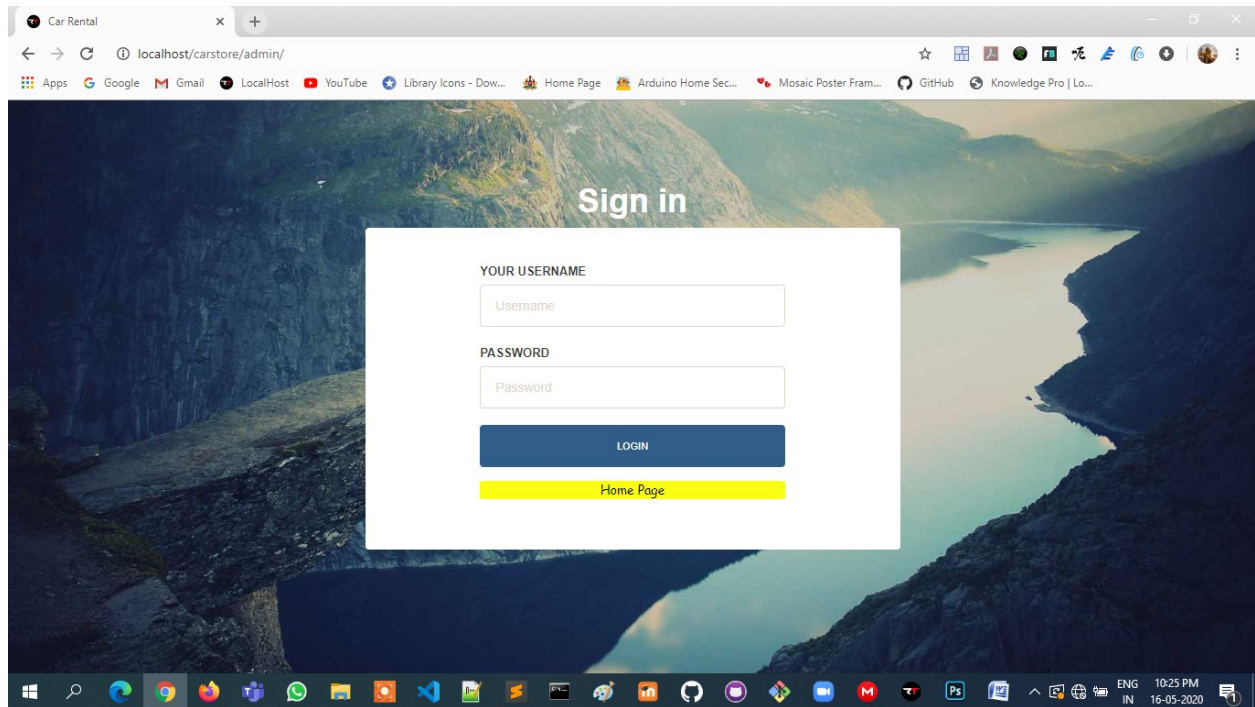 Car Rental
localhost/carstore/admin/
Apps Google Gmail LocalHost YouTube Library Icons - Dow... Home Page Arduino Home Sec... Mosaic Poster Fram... GitHub Knowledge Pro | Lo...
Sign in
YOUR USERNAME
Username
PASSWORD
Password
LOGIN
Home Page
ENG 10:25 PM
IN 16-05-2020